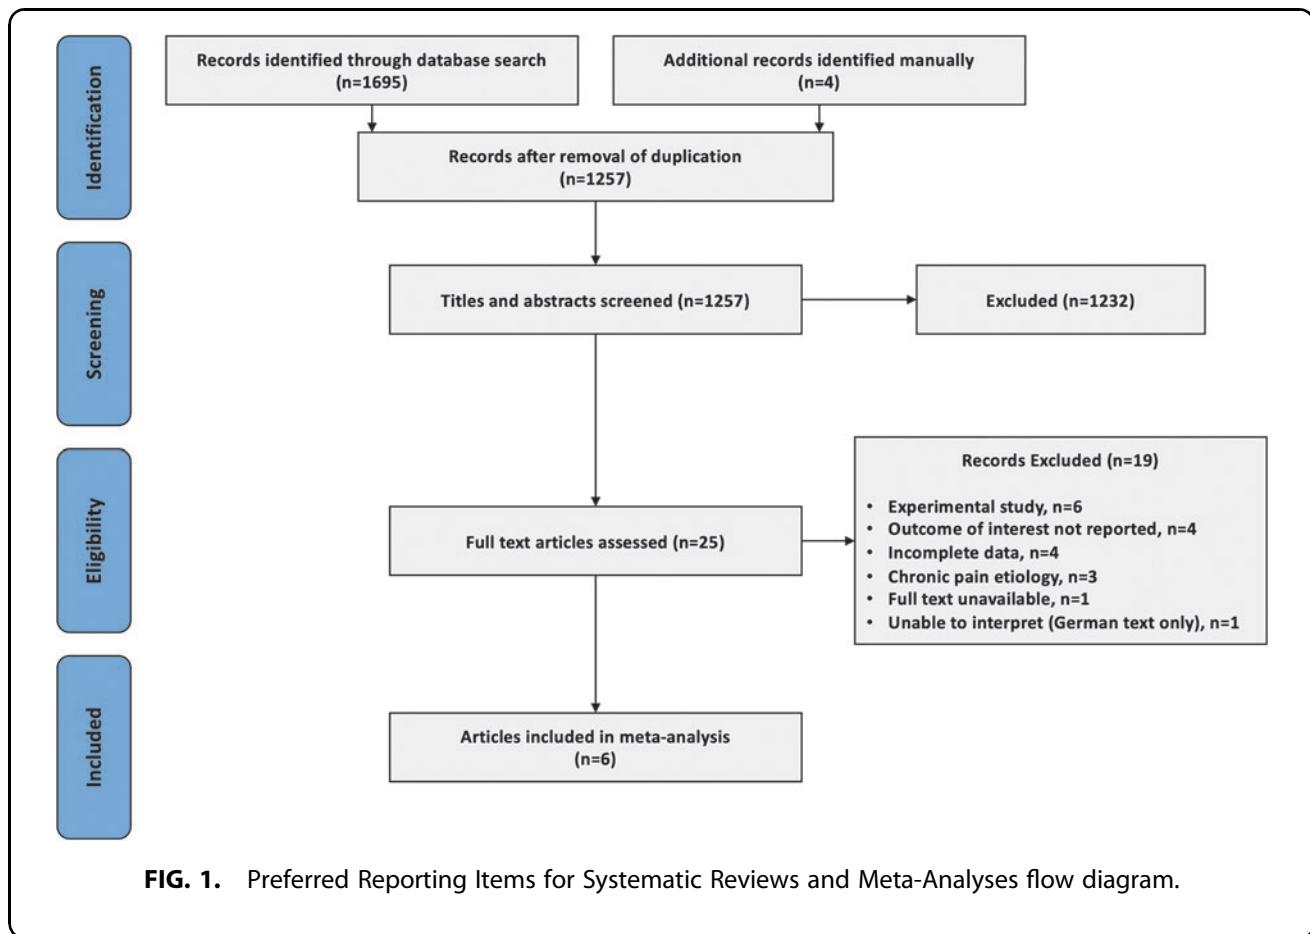 Identification
Records identified through database search
(n=1695)
Additional records identified manually
(n=4)
Records after removal of duplication
(n=1257)
Screening
Titles and abstracts screened (n=1257)
Excluded (n=1232)
Eligibility
Full text articles assessed (n=25)
Records Excluded (n=19)
• Experimental study, n=6
• Outcome of interest not reported, n=4
• Incomplete data, n=4
• Chronic pain etiology, n=3
• Full text unavailable, n=1
• Unable to interpret (German text only), n=1
Included
Articles included in meta-analysis
(n=6)
FIG. 1. Preferred Reporting Items for Systematic Reviews and Meta-Analyses flow diagram.